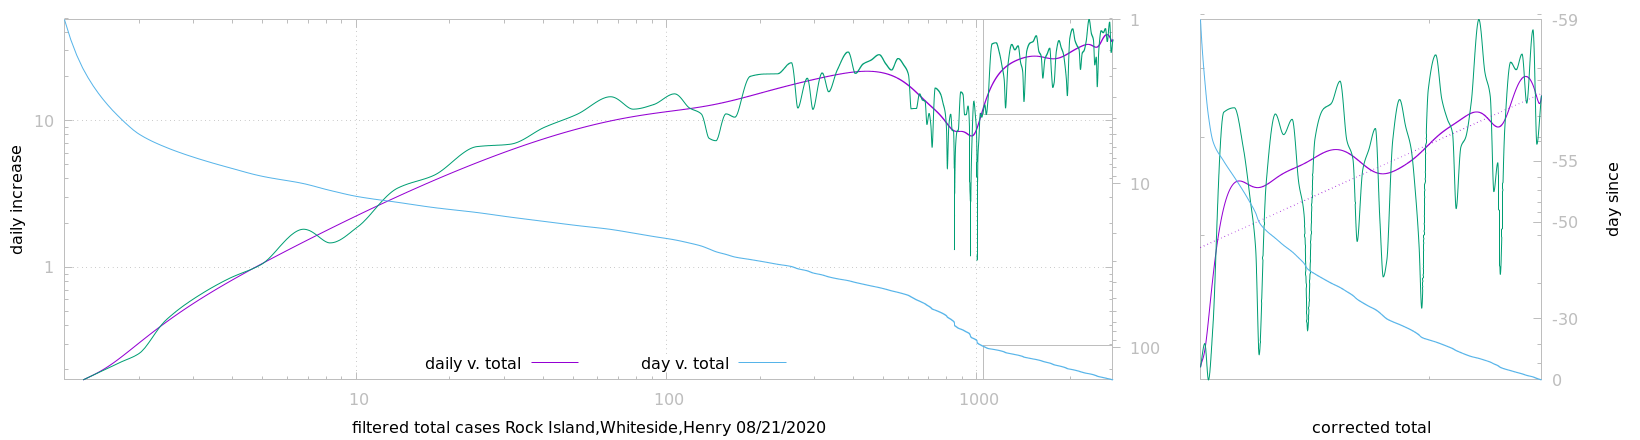 1
-59
10
-55
daily increase
10
day since
-50
1
-30
daily v. total
day v. total
100
0
10
100
1000
filtered total cases Rock Island,Whiteside,Henry 08/21/2020
corrected total